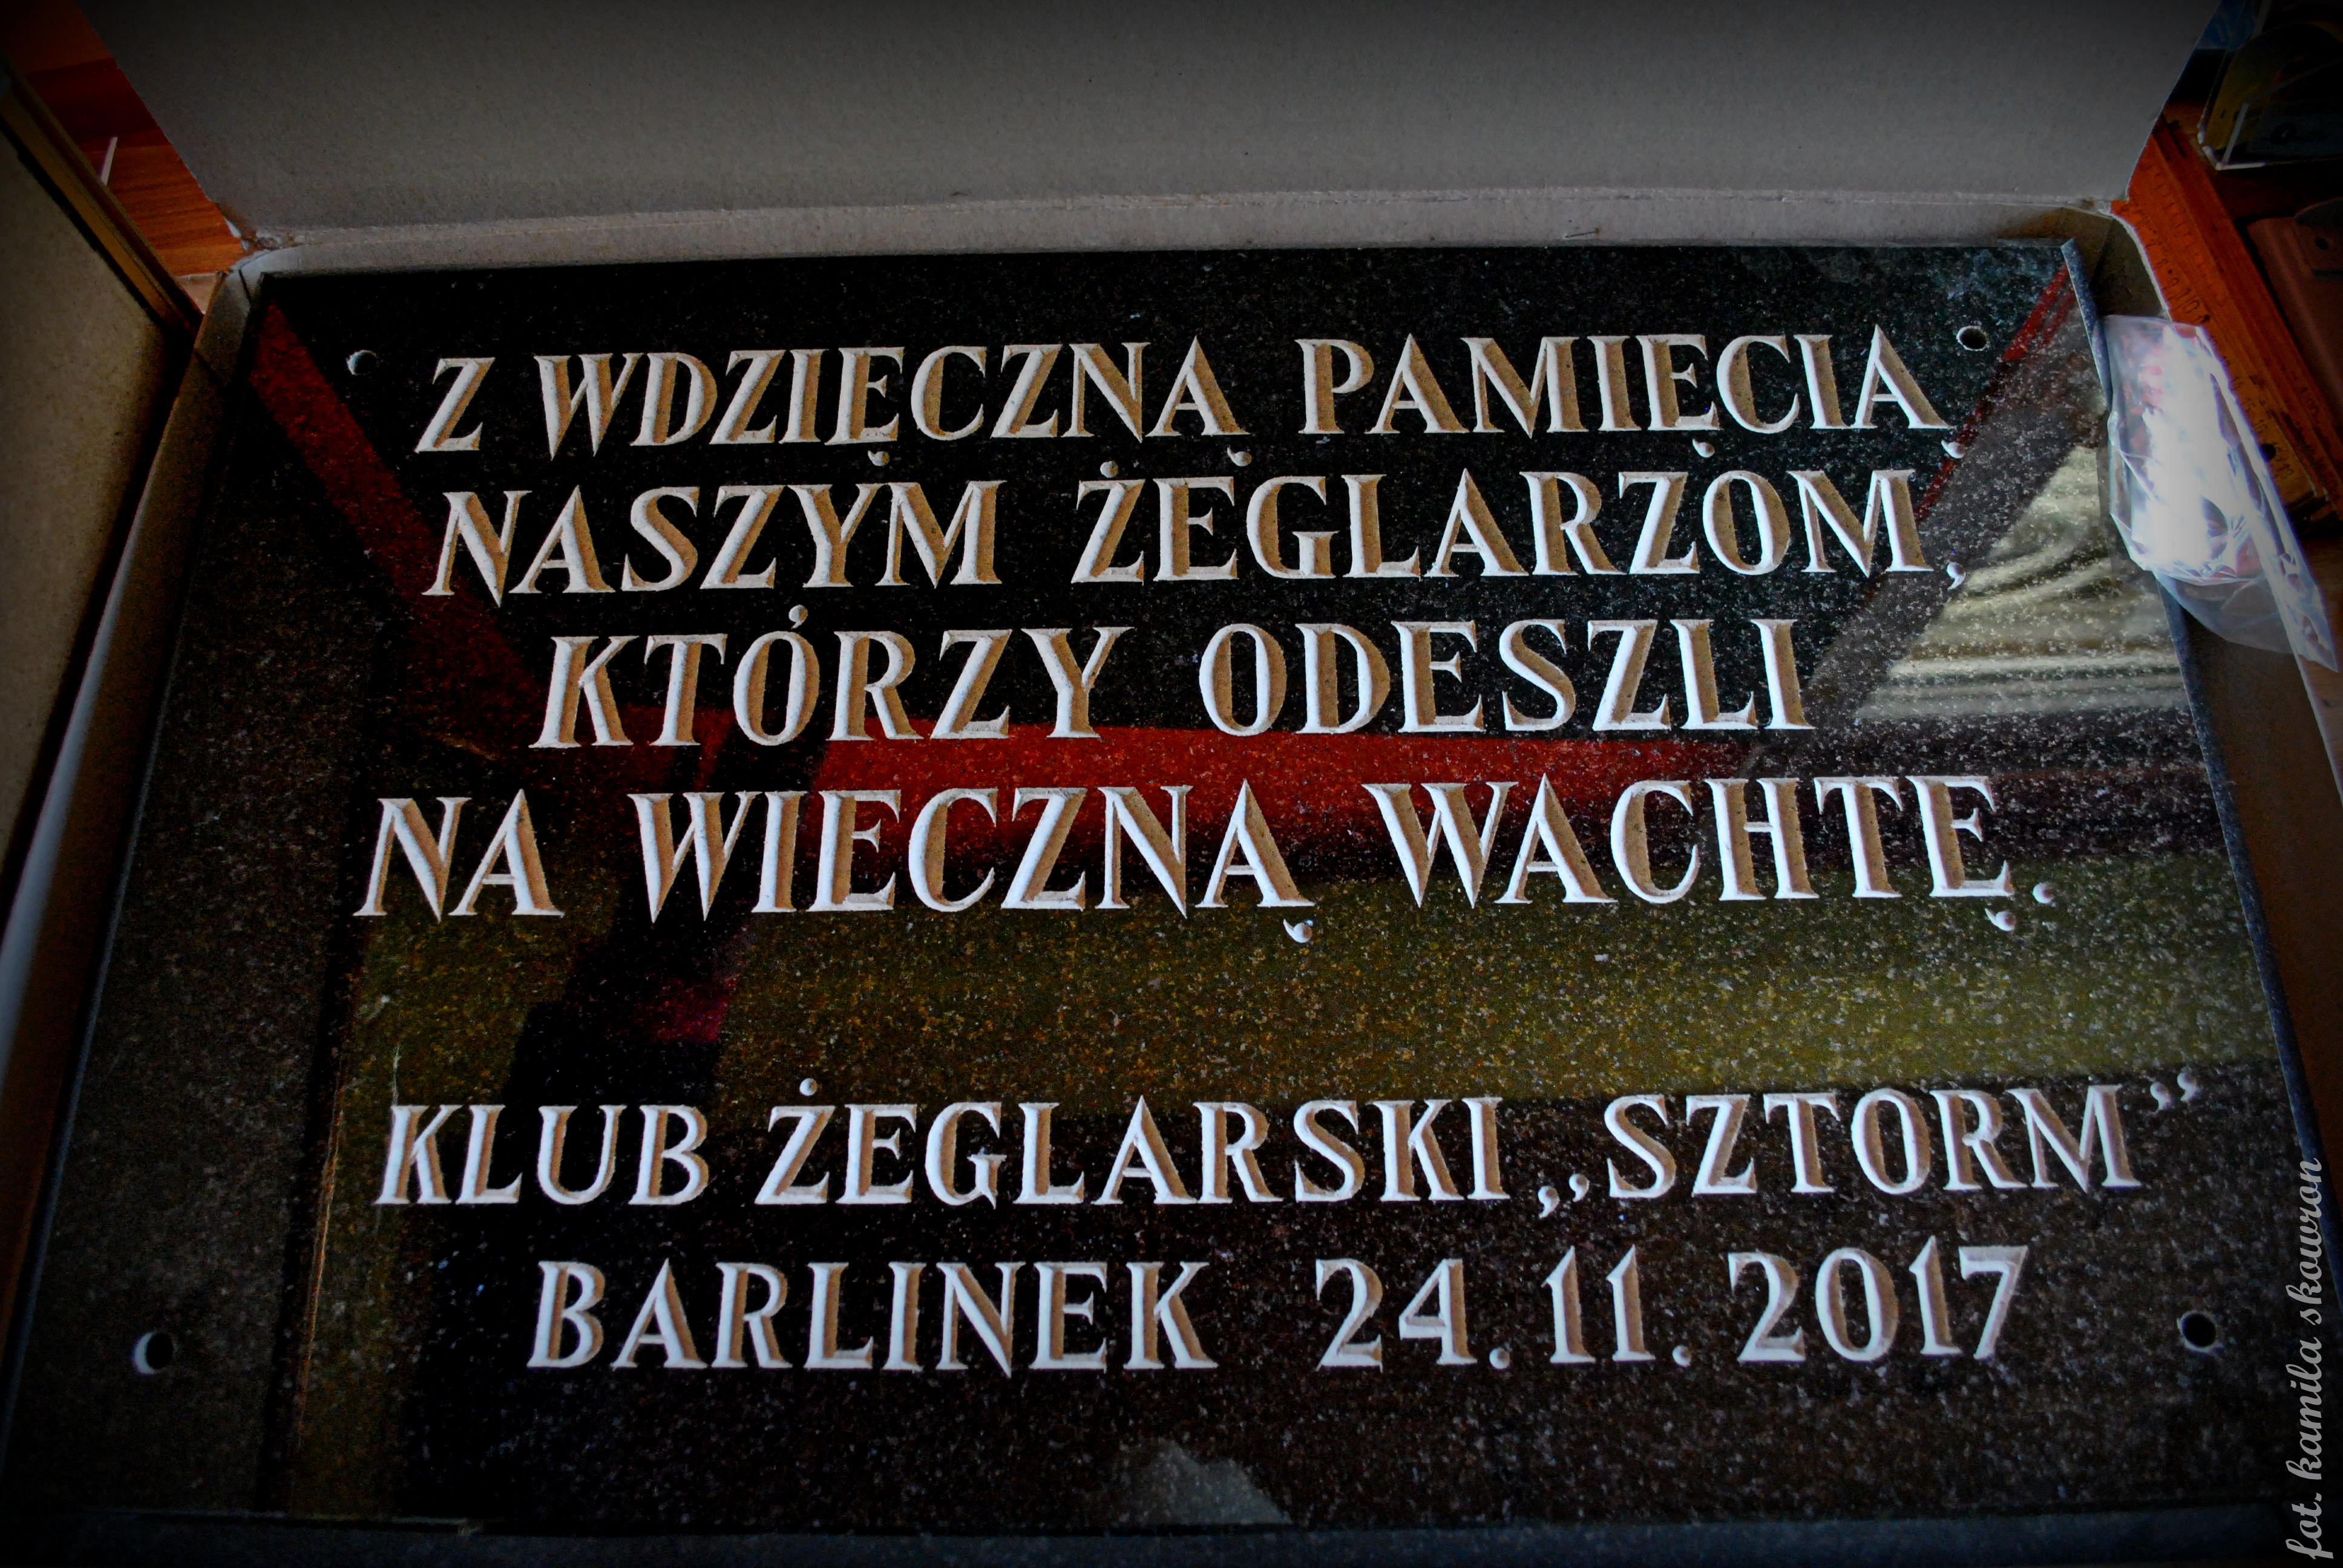 Z WDZIĘCZNĄ PAMIĘCIĄ
NASZYM ŻEGLARZOM,
KTÓRZY ODESZLI
NA WIECZNĄ WACHTĘ.
KLUB ŻEGLARSKI „SZTORM”
BARLINEK 24.11.2017
fot. kamila skowron